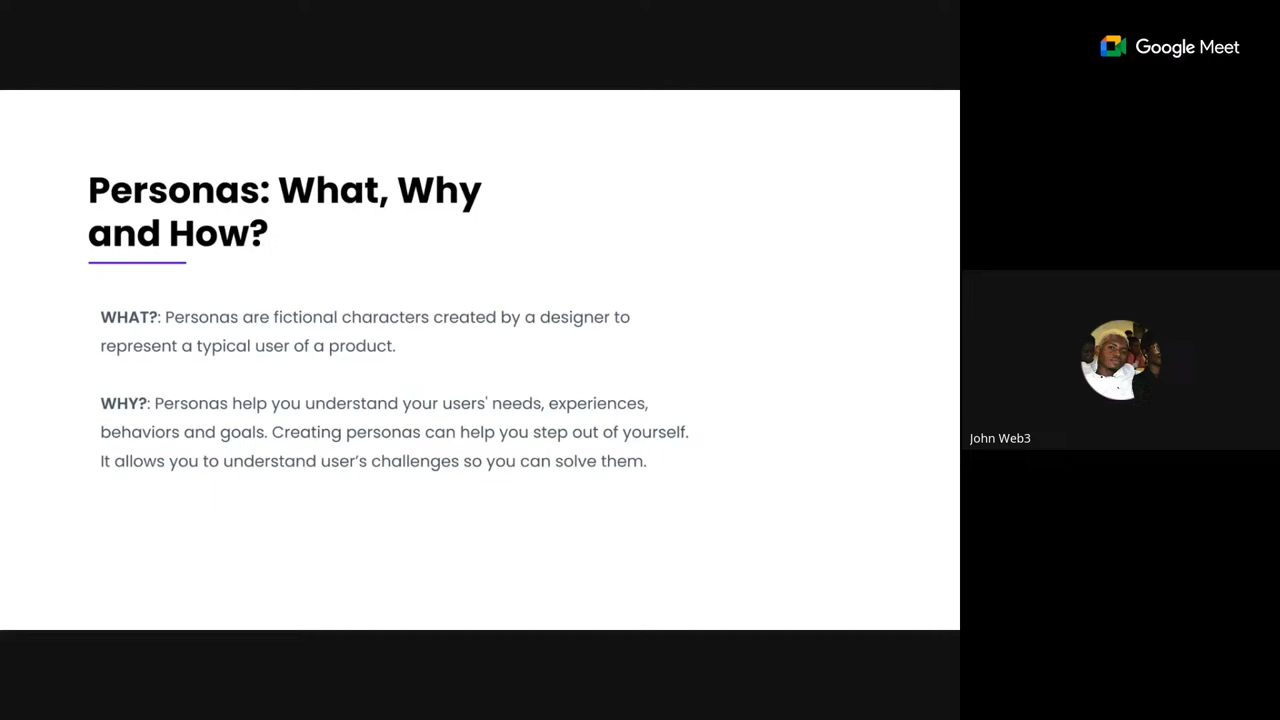 Google Meet
Personas: What, Why
and How?
WHAT?: Personas are fictional characters created by a designer to
represent a typical user of a product.
WHY?: Personas help you understand your users' needs, experiences,
behaviors and goals. Creating personas can help you step out of yourself.
It allows you to understand user’s challenges so you can solve them.
John Web3